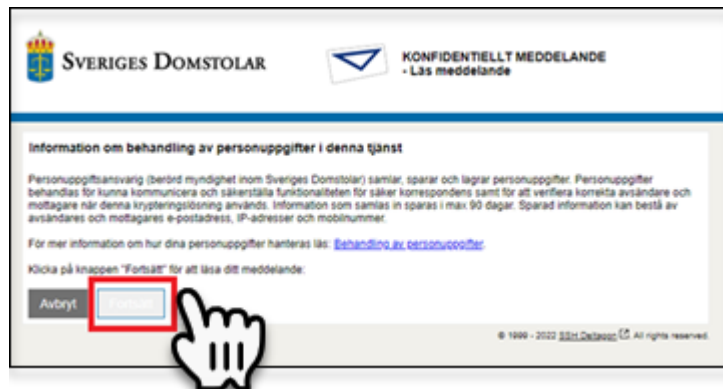 SVERIGES DOMSTOLAR
KONFIDENTIELLT MEDDELANDE
- Läs meddelande
Information om behandling av personuppgifter i denna tjänst
Personuppgiftsansvarig (berörd myndighet inom Sveriges Domstolar) samlar, sparar och lagrar personuppgifter. Personuppgifter
behandlas för kunna kommunicera och säkerställa funktionaliteten för säker korrespondens samt för att verifiera korrekta avsändare och
mottagare när denna krypteringslösning används. Information som samlas in sparas i max 90 dagar. Sparad information kan bestå av
avsändares och mottagares e-postadress, IP-adresser och mobilnummer.
För mer information om hur dina personuppgifter hanteras läs: Behandling av personuppgifter.
Klicka på knappen "Fortsätt" för att läsa ditt meddelande:
Avbryt Fortsätt
© 1999 - 2022 SSH Deltagon All rights reserved.